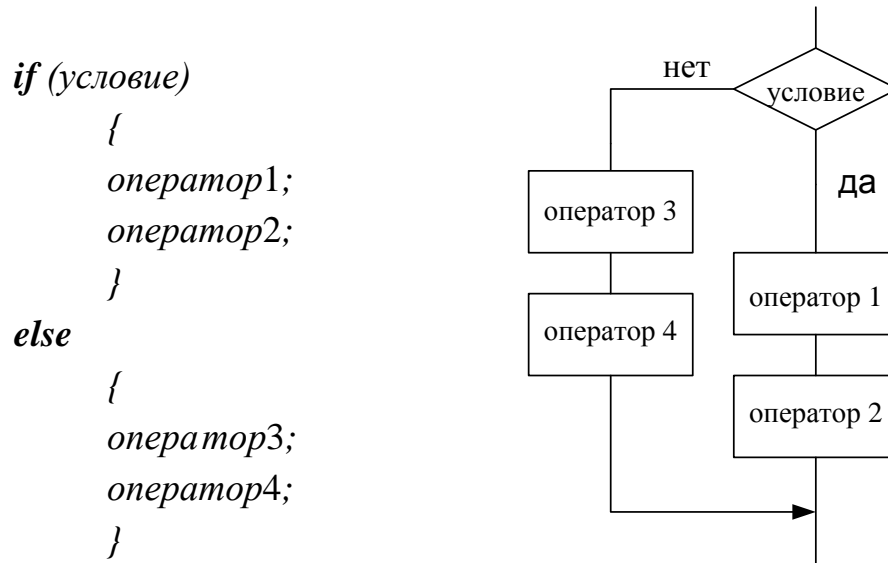 if (условие)
{
оператор1;
оператор2;
}
else
{
оператор3;
оператор4;
}
нет
условие
да
оператор 3
оператор 1
оператор 4
оператор 2